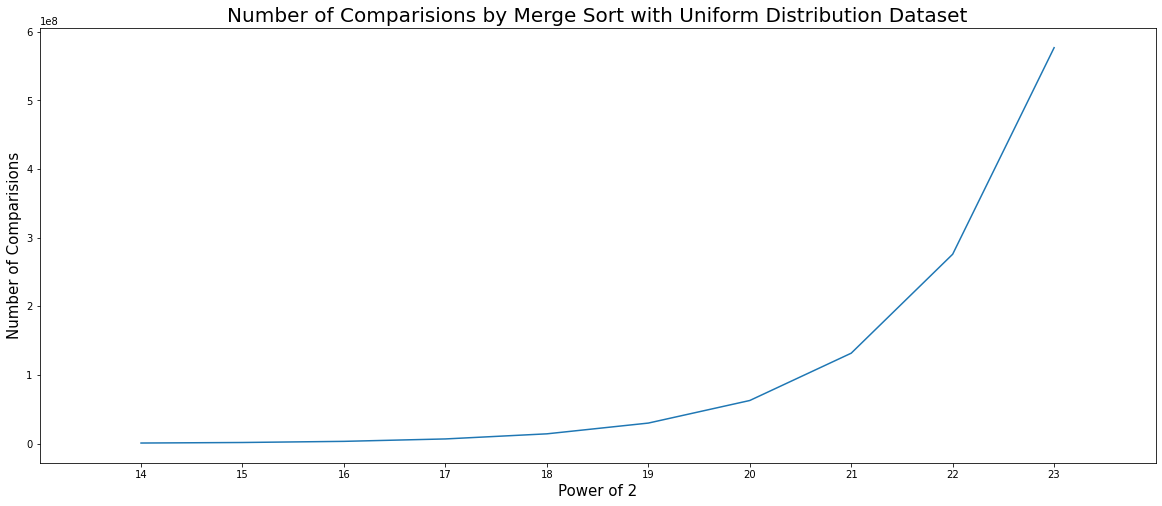 Number of Comparisions by Merge Sort with Uniform Distribution Dataset
1e8
6
5
4
3
2
1
0
Number of Comparisions
14 15 16 17 18 19 20 21 22 23
Power of 2